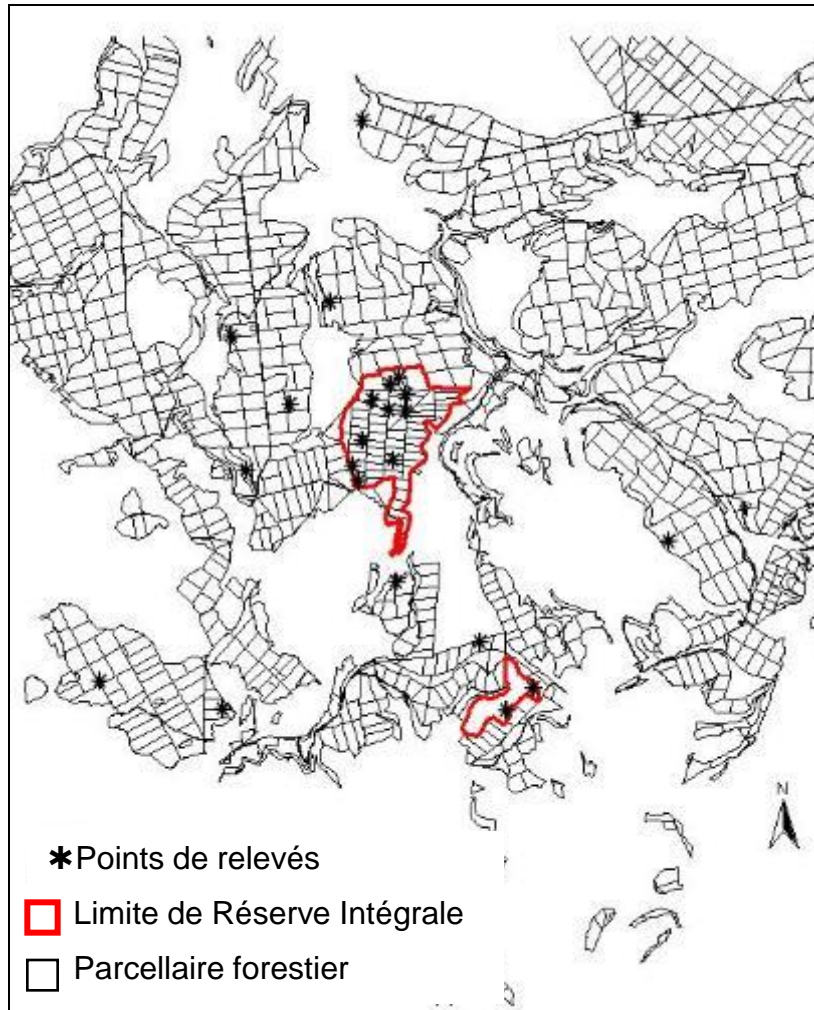 N
*Points de relevés
Limite de Réserve Intégrale
Parcellaire forestier